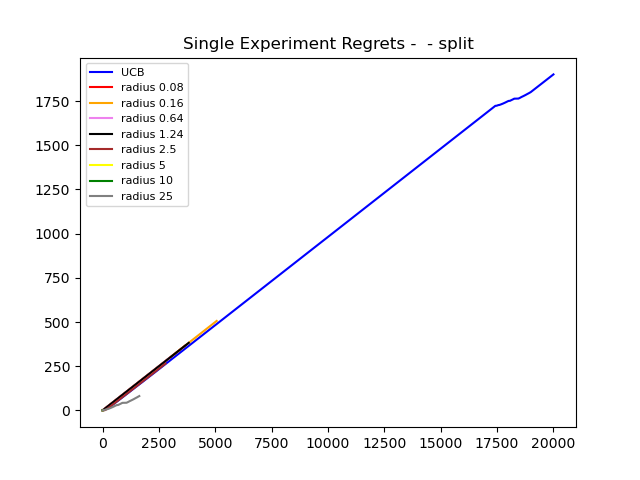 Single Experiment Regrets -  - split
UCB
radius 0.08
radius 0.16
radius 0.64
radius 1.24
radius 2.5
radius 5
radius 10
radius 25
1750
1500
1250
1000
750
500
250
0
0 2500 5000 7500 10000 12500 15000 17500 20000